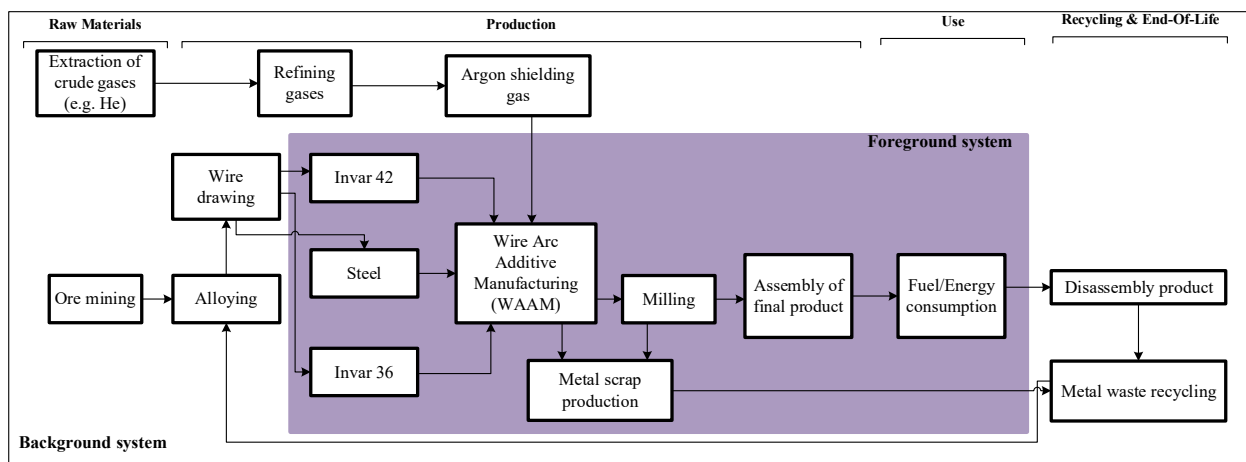 Raw Materials
Production
Use
Recycling & End-Of-Life
Extraction of
crude gases
(e.g. He)
Refining
gases
Argon shielding
gas
Foreground system
Wire
drawing
Invar 42
Steel
Invar 36
Ore mining
Alloying
Wire Arc
Additive
Manufacturing
(WAAM)
Milling
Assembly of
final product
Fuel/Energy
consumption
Disassembly product
Metal scrap
production
Metal waste recycling
Background system